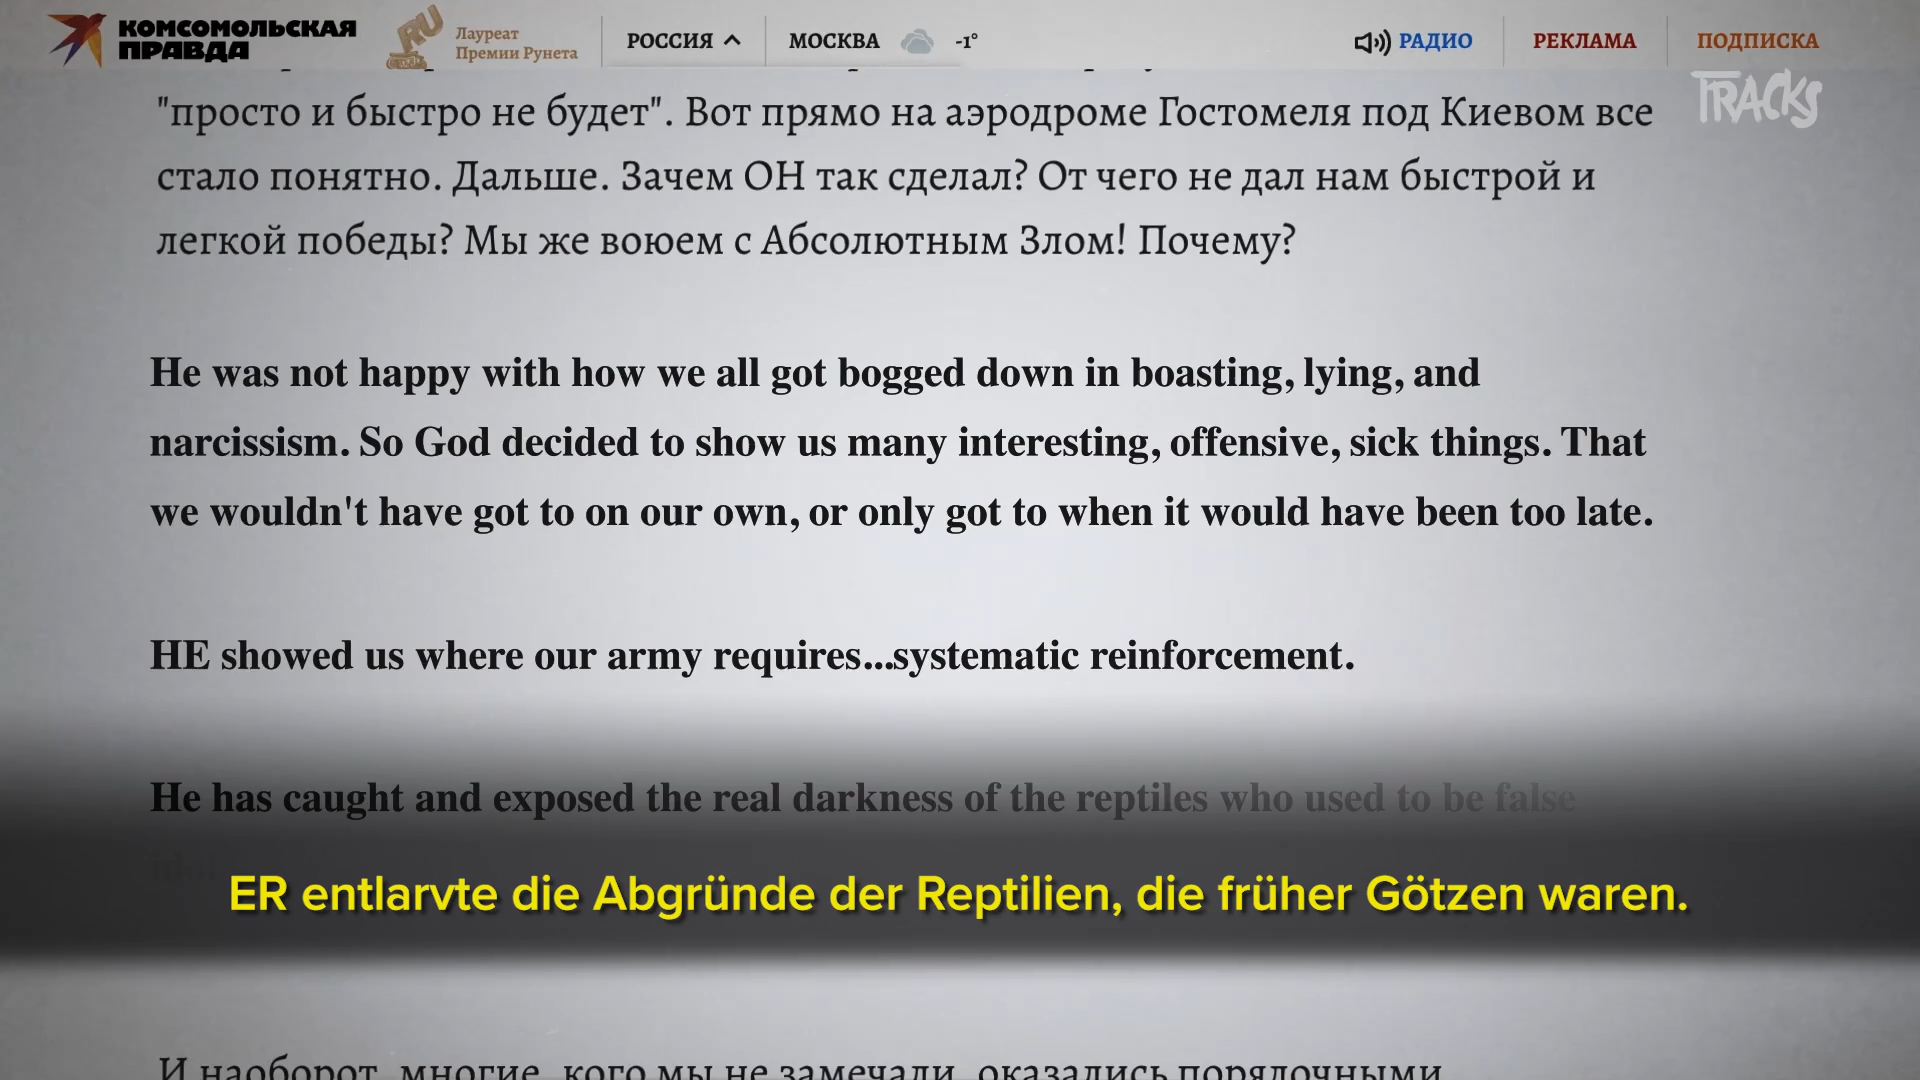 КОМСОМОЛЬСКАЯ
ПРАВДА
RU
Лауреат
Премии Рунета
РОССИЯ
МОСКВА
-1°
РАДИО
РЕКЛАМА
ПОДПИСКА
TRACKS
"просто и быстро не будет". Вот прямо на аэродроме Гостомеля под Киевом все
стало понятно. Дальше. Зачем ОН так сделал? От чего не дал нам быстрой и
легкой победы? Мы же воюем с Абсолютным Злом! Почему?
He was not happy with how we all got bogged down in boasting, lying, and
narcissism. So God decided to show us many interesting, offensive, sick things. That
we wouldn't have got to on our own, or only got to when it would have been too late.
HE showed us where our army requires...systematic reinforcement.
He has caught and exposed the real darkness of the reptiles who used to be false
ER entlarvte die Abgründe der Reptilien, die früher Götzen waren.
И наоборот, многие, кого мы не замечали, оказались порядочными